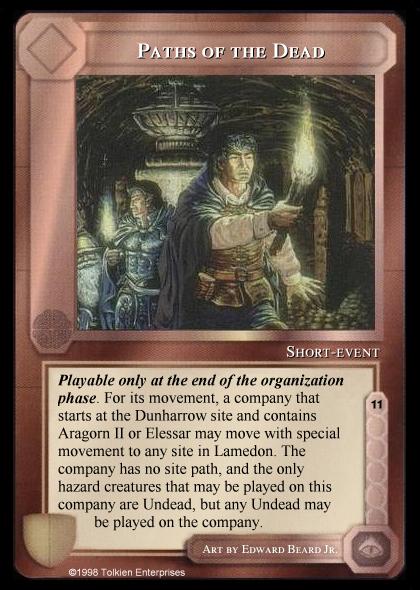 PATHS OF THE DEAD
SHORT-EVENT
Playable only at the end of the organization
phase. For its movement, a company that
starts at the Dunharrow site and contains
Aragorn II or Elessar may move with special
movement to any site in Lamedon. The
company has no site path, and the only
hazard creatures that may be played on this
company are Undead, but any Undead may
be played on the company.
11
ART BY EDWARD BEARD JR.
©1998 Tolkien Enterprises